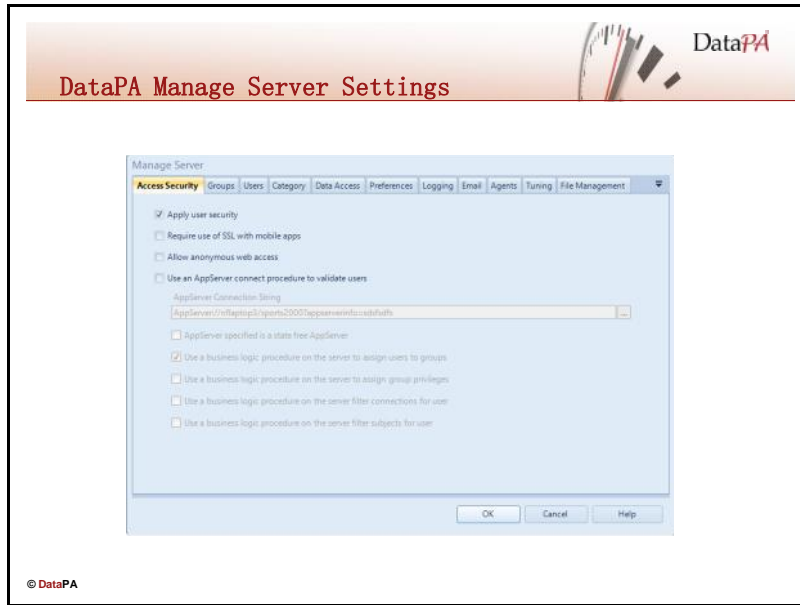 DataPA
DataPA Manage Server Settings
Manage Server
Access Security Groups Users Category Data Access Preferences Logging Email Agents Tuning File Management
Apply user security
Require use of SSL with mobile apps
Allow anonymous web access
Use an AppServer connect procedure to validate users
AppServer Connection String
...
AppServer specified is a state free AppServer
Use a business logic procedure on the server to assign users to groups
Use a business logic procedure on the server to assign group privileges
Use a business logic procedure on the server filter connections for user
Use a business logic procedure on the server filter subjects for user
OK Cancel Help
© DataPA